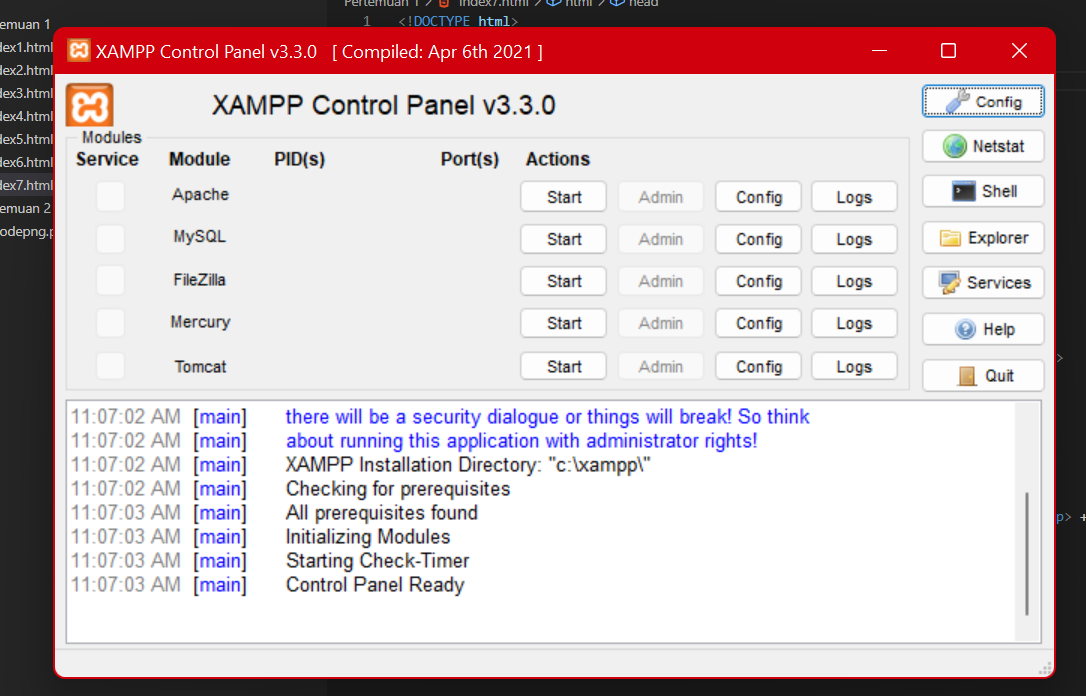 Pertemuan 1 > index7.html > html > head
emuan 1
1 <!DOCTYPE html>
dex1.html
dex2.html
dex3.html
dex4.html
dex5.html
dex6.html
dex7.html
emuan 2
odepng.p
XAMPP Control Panel v3.3.0 [ Compiled: Apr 6th 2021 ]
XAMPP Control Panel v3.3.0
Config
Modules
Service Module PID(s) Port(s) Actions
Netstat
Apache Start Admin Config Logs
Shell
MySQL Start Admin Config Logs
Explorer
FileZilla Start Admin Config Logs
Services
Mercury Start Admin Config Logs
Help
Tomcat Start Admin Config Logs
Quit
>
11:07:02 AM [main] there will be a security dialogue or things will break! So think
11:07:02 AM [main] about running this application with administrator rights!
11:07:02 AM [main] XAMPP Installation Directory: "c:\xampp\"
11:07:02 AM [main] Checking for prerequisites
11:07:03 AM [main] All prerequisites found
p> +
11:07:03 AM [main] Initializing Modules
11:07:03 AM [main] Starting Check-Timer
11:07:03 AM [main] Control Panel Ready